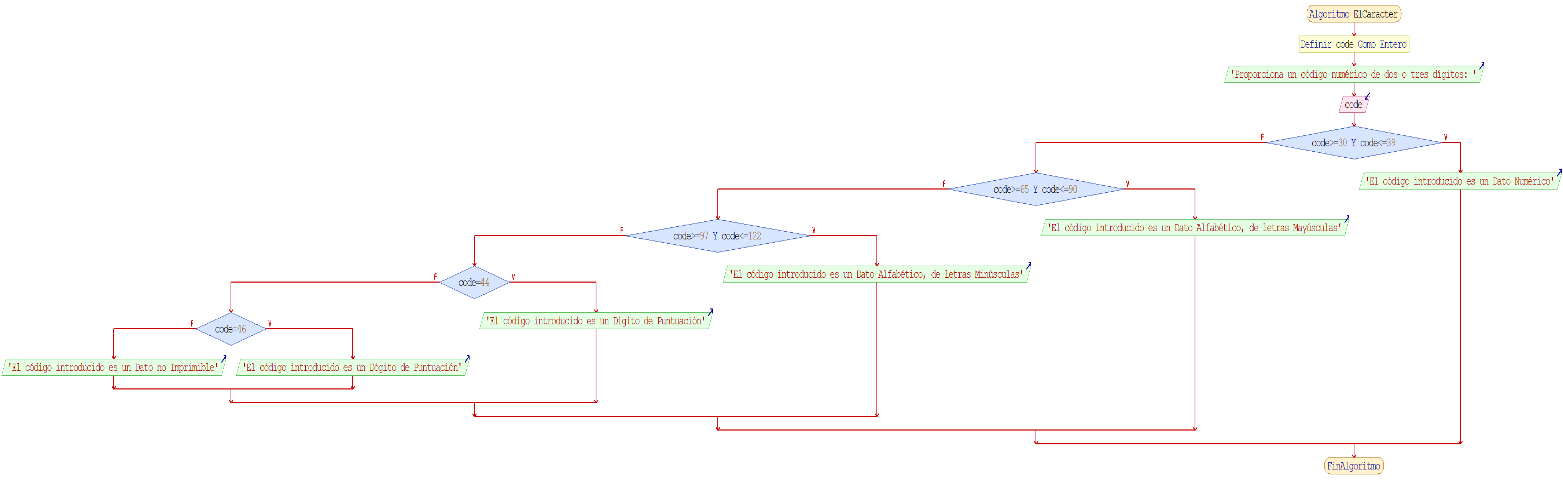 Algoritmo ElCaracter
Definir code Como Entero
'Proporciona un código numérico de dos o tres dígitos: '
code
code>=30 Y code<=39
F
V
'El código introducido es un Dato Numérico'
code>=65 Y code<=90
F
V
'El código introducido es un Dato Alfabético, de letras Mayúsculas'
code>=97 Y code<=122
F
V
'El código introducido es un Dato Alfabético, de letras Minúsculas'
code=44
F
V
'El código introducido es un Dígito de Puntuación'
code=46
F
V
'El código introducido es un Dato no Imprimible'
'El código introducido es un Dógito de Puntuación'
FinAlgoritmo